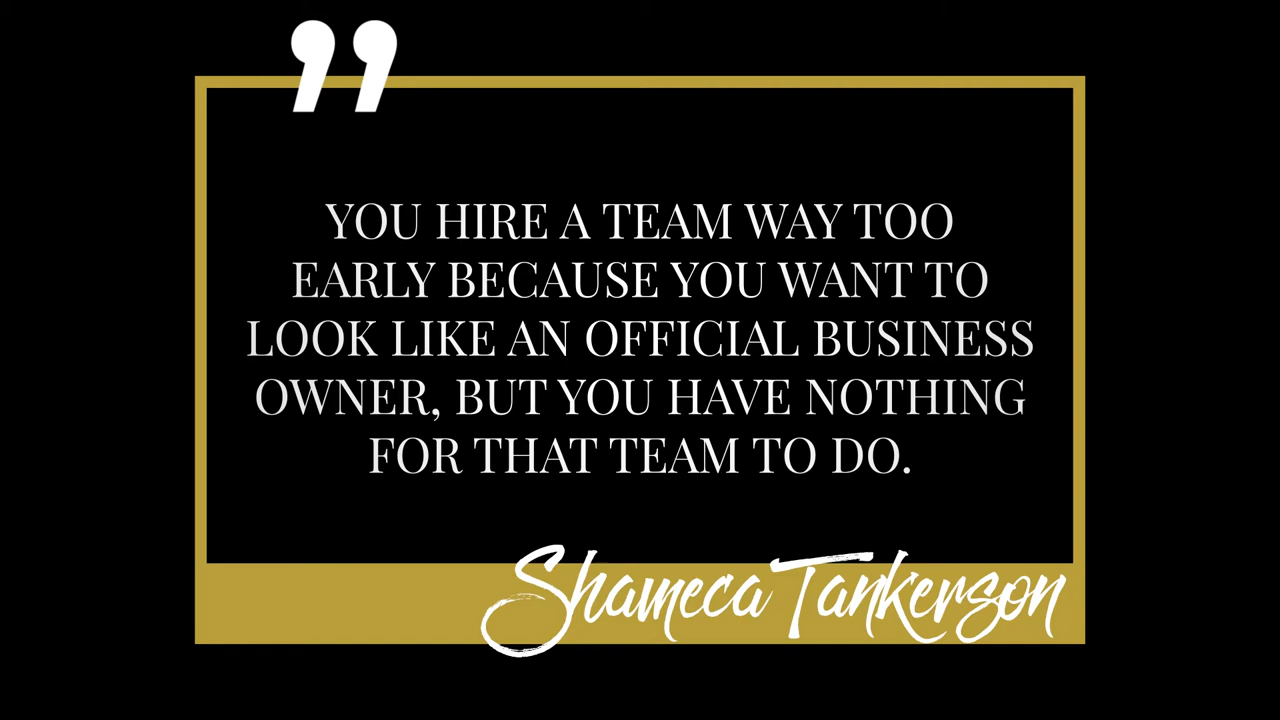 ”
YOU HIRE A TEAM WAY TOO
EARLY BECAUSE YOU WANT TO
LOOK LIKE AN OFFICIAL BUSINESS
OWNER, BUT YOU HAVE NOTHING
FOR THAT TEAM TO DO.
Shameca Tankerson